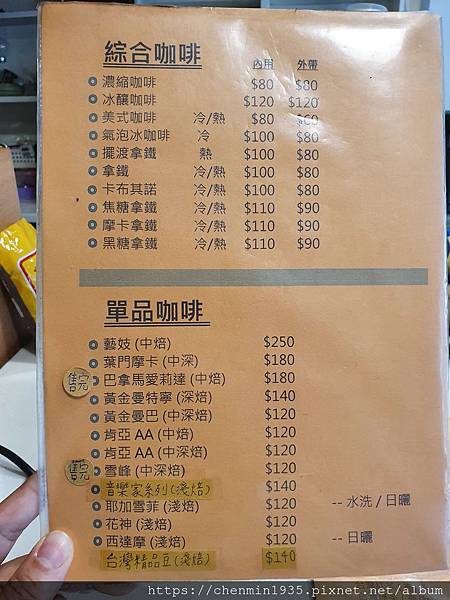 綜合咖啡 內用 外帶
濃縮咖啡 $80 $80
冰釀咖啡 $120 $120
美式咖啡 冷/熱 $80 $60
氣泡冰咖啡 冷 $100 $80
擺渡拿鐵 熱 $100 $80
拿鐵 冷/熱 $100 $80
卡布其諾 冷/熱 $100 $80
焦糖拿鐵 冷/熱 $110 $90
摩卡拿鐵 冷/熱 $110 $90
黑糖拿鐵 冷/熱 $110 $90
單品咖啡
藝妓 (中焙) $250
葉門摩卡 (中深) $180
售完 巴拿馬愛莉達 (中焙) $180
黃金曼特寧 (深焙) $140
黃金曼巴 (中深焙) $120
肯亞 AA (中焙) $120
肯亞 AA (中深焙) $120
售完 雪峰 (中深焙) $120
音樂家系列 (淺焙) $140
耶加雪菲 (淺焙) $120 -- 水洗 / 日曬
花神 (淺焙) $120
西達摩 (淺焙) $120 -- 日曬
台灣精品豆 (淺焙) $140
https://chenmin1935.pixnet.net/album